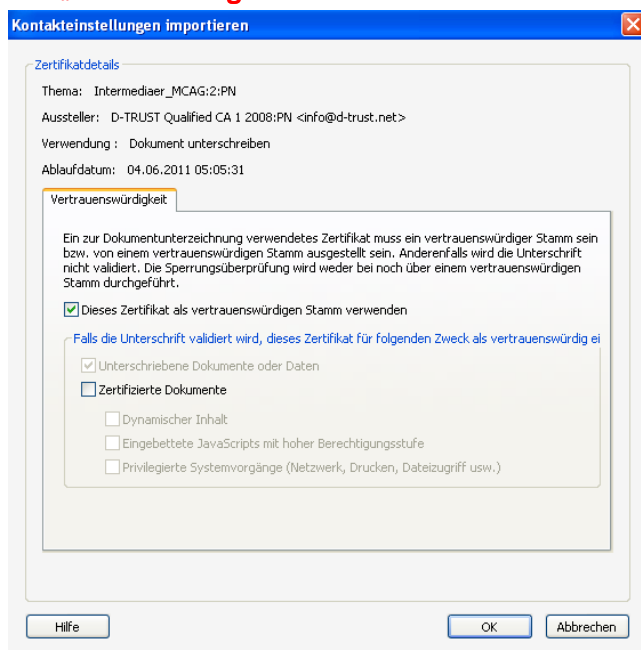 Kontakteinstellungen importieren
Zertifikatdetails
Thema: Intermediaer_MCAG:2:PN
Aussteller: D-TRUST Qualified CA 1 2008:PN <info@d-trust.net>
Verwendung : Dokument unterschreiben
Ablaufdatum: 04.06.2011 05:05:31
Vertrauenswürdigkeit
Ein zur Dokumentunterzeichnung verwendetes Zertifikat muss ein vertrauenswürdiger Stamm sein
bzw. von einem vertrauenswürdigen Stamm ausgestellt sein. Anderenfalls wird die Unterschrift
nicht validiert. Die Sperrungsüberprüfung wird weder bei noch über einem vertrauenswürdigen
Stamm durchgeführt.
Dieses Zertifikat als vertrauenswürdigen Stamm verwenden
Falls die Unterschrift validiert wird, dieses Zertifikat für folgenden Zweck als vertrauenswürdig ei
Unterschriebene Dokumente oder Daten
Zertifizierte Dokumente
Dynamischer Inhalt
Eingebettete JavaScripts mit hoher Berechtigungsstufe
Privilegierte Systemvorgänge (Netzwerk, Drucken, Dateizugriff usw.)
Hilfe OK Abbrechen